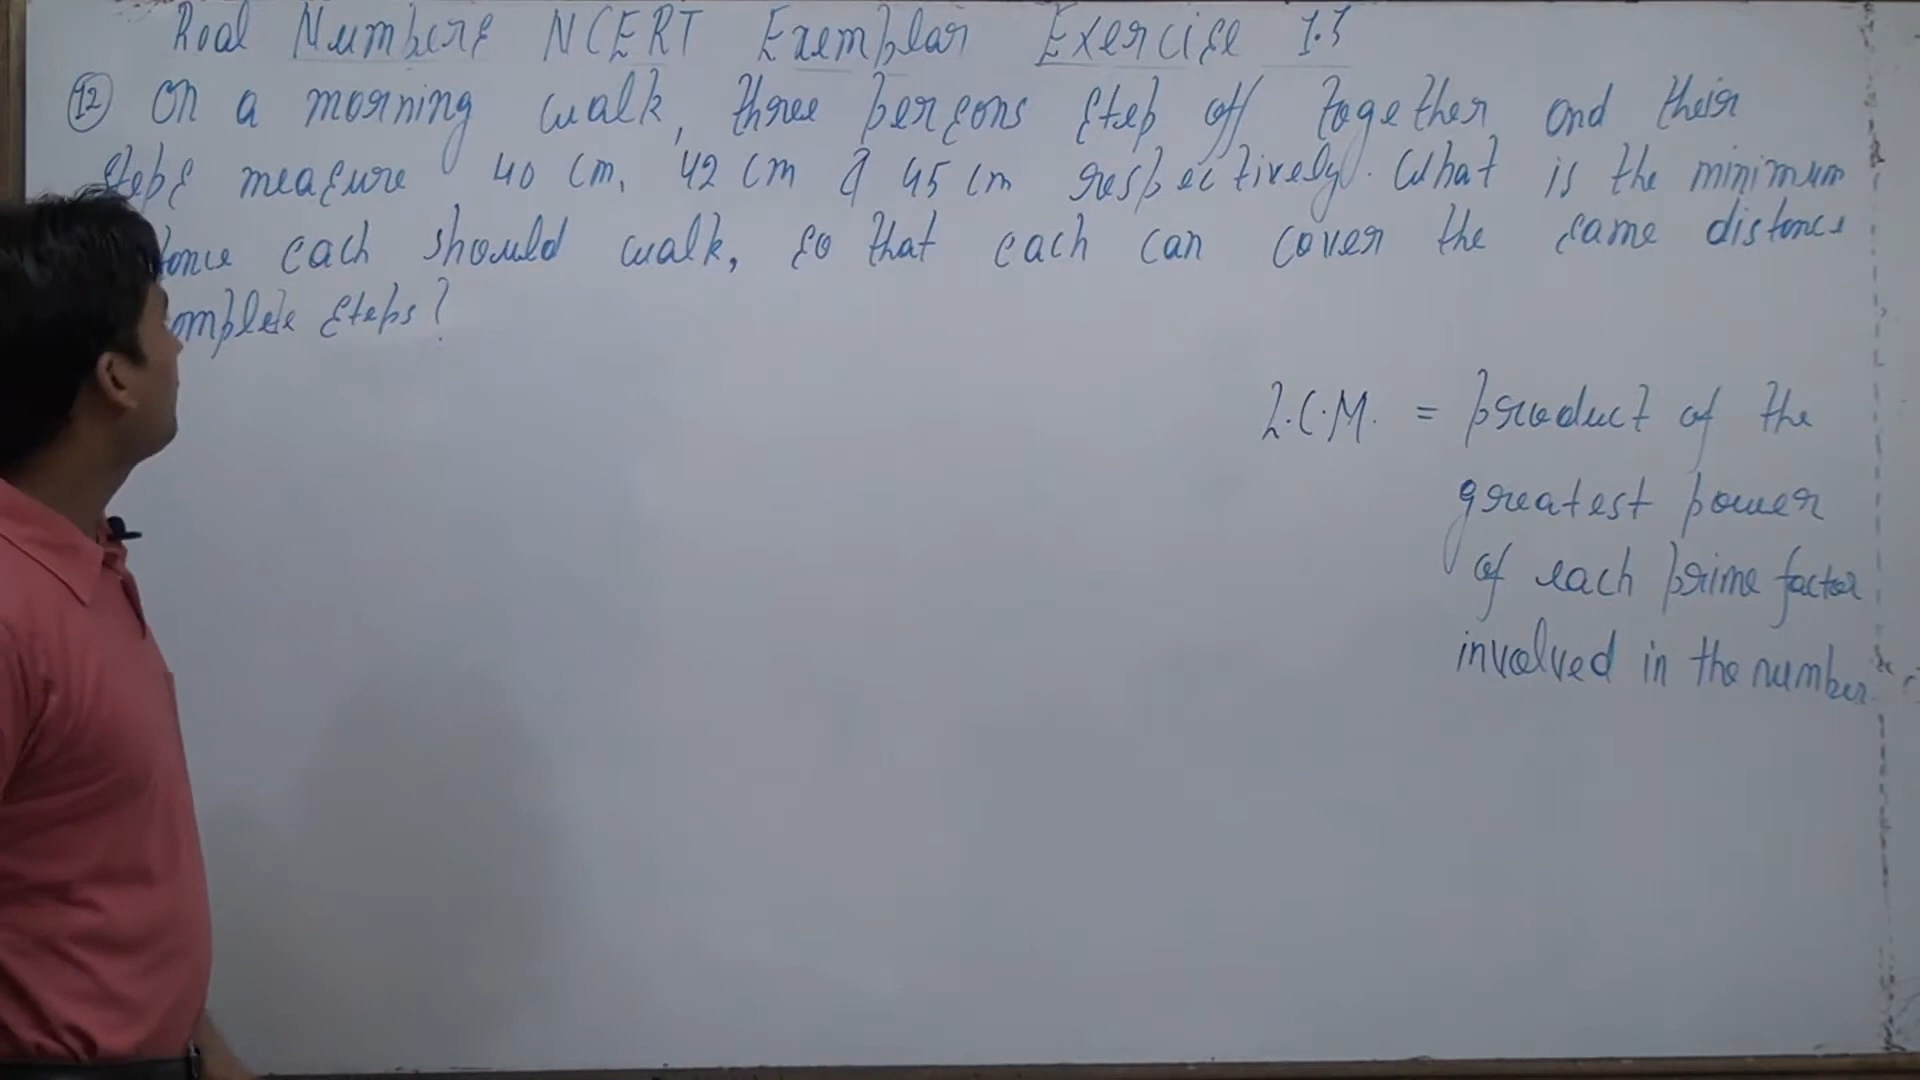 Real Numbers NCERT Exemplar Exercise 1.3
12 On a morning walk, three persons step off together and their
steps measure 40 cm, 42 cm & 45 cm respectively. What is the minimum
tance each should walk, so that each can cover the same distance
omplete steps?
L.C.M. = product of the
greatest power
of each prime factor
involved in the number